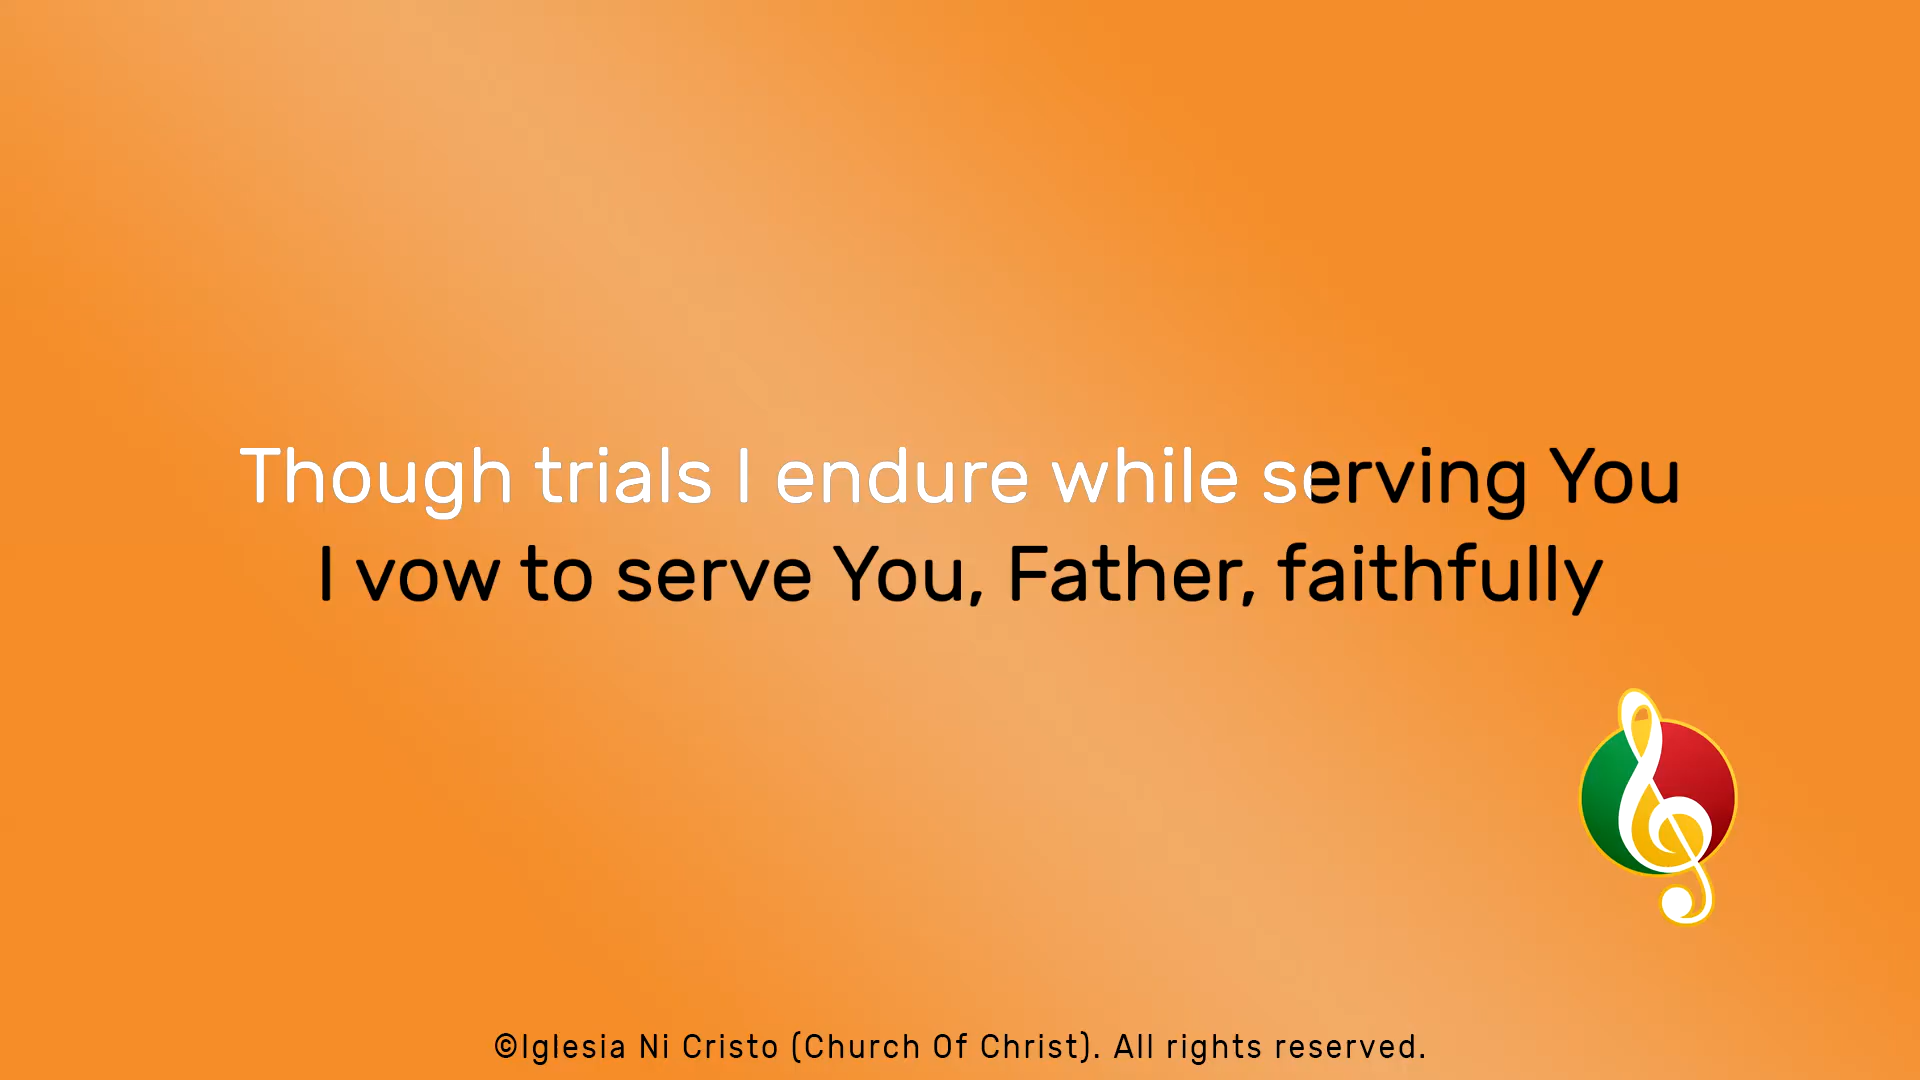 Though trials I endure while serving You
I vow to serve You, Father, faithfully
©Iglesia Ni Cristo (Church Of Christ). All rights reserved.